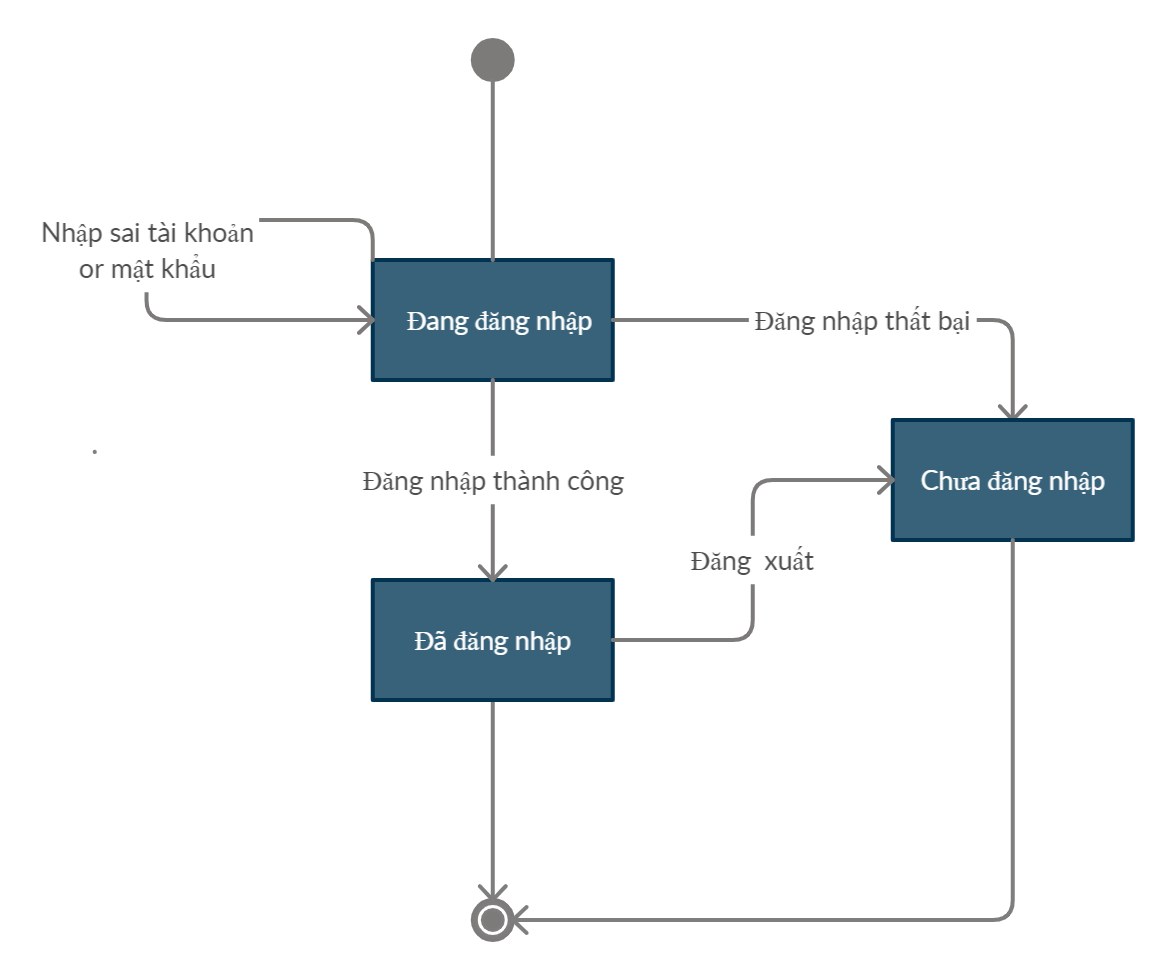 Nhập sai tài khoản
or mật khẩu
Đang đăng nhập
Đăng nhập thất bại
Đăng nhập thành công
Chưa đăng nhập
Đăng  xuất
Đã đăng nhập